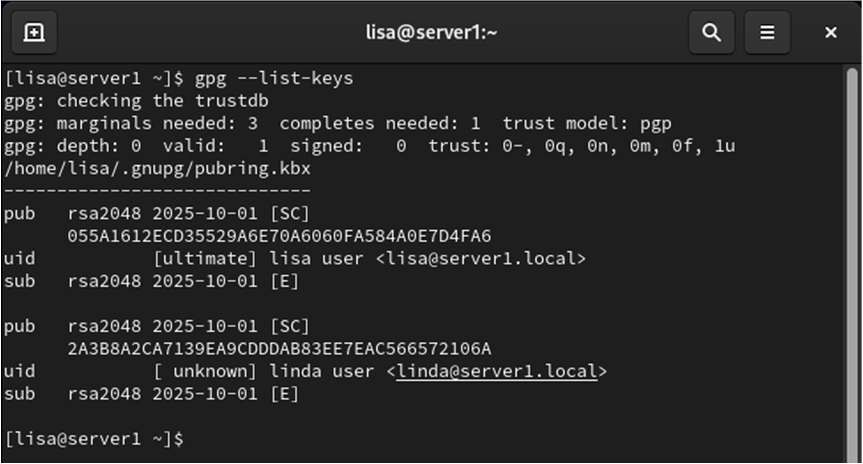 lisa@server1:~
[lisa@server1 ~]$ gpg --list-keys
gpg: checking the trustdb
gpg: marginals needed: 3  completes needed: 1  trust model: pgp
gpg: depth: 0  valid:   1  signed:   0  trust: 0-, 0q, 0n, 0m, 0f, 1u
/home/lisa/.gnupg/pubring.kbx
-----------------------------
pub   rsa2048 2025-10-01 [SC]
      055A1612ECD35529A6E70A6060FA584A0E7D4FA6
uid           [ultimate] lisa user <lisa@server1.local>
sub   rsa2048 2025-10-01 [E]

pub   rsa2048 2025-10-01 [SC]
      2A3B8A2CA7139EA9CDDDAB83EE7EAC566572106A
uid           [ unknown] linda user <linda@server1.local>
sub   rsa2048 2025-10-01 [E]

[lisa@server1 ~]$